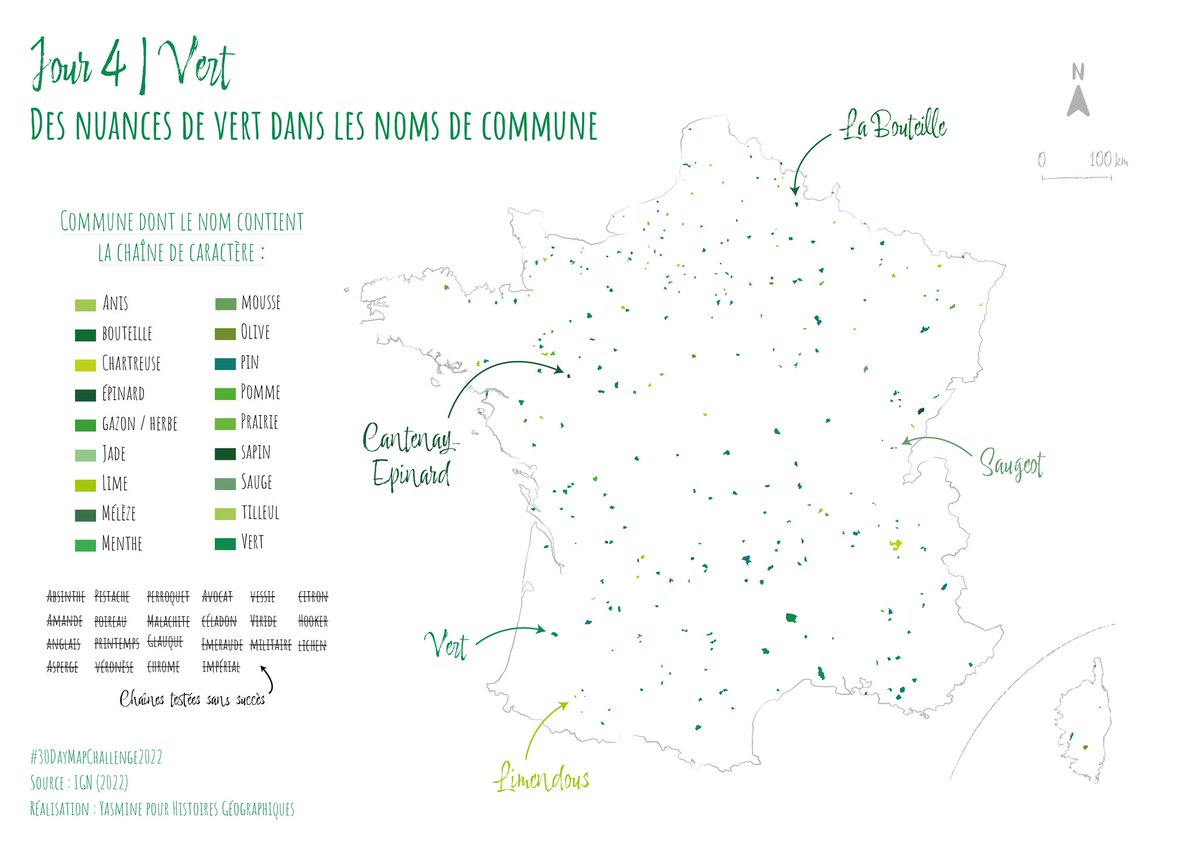 Jour 4 | Vert
DES NUANCES DE VERT DANS LES NOMS DE COMMUNE
N
0 100 km
La Bouteille
COMMUNE DONT LE NOM CONTIENT
LA CHAÎNE DE CARACTÈRE :
ANIS
BOUTEILLE
CHARTREUSE
ÉPINARD
GAZON / HERBE
JADE
LIME
MÉLÈZE
MENTHE
MOUSSE
OLIVE
PIN
POMME
PRAIRIE
SAPIN
SAUGE
TILLEUL
VERT
Cantenay-
Epinard
Saugeot
Vert
Limendous
ABSINTHE PISTACHE PERROQUET AVOCAT VESSIE CITRON
AMANDE POIREAU MALACHITE CÉLADON VIRIDE HOOKER
ANGLAIS PRINTEMPS GLAUQUE EMERAUDE MILITAIRE LICHEN
ASPERGE VÉRONÈSE CHROME IMPÉRIAL
Chaînes testées sans succès
#30DAYMAPCHALLENGE2022
SOURCE : IGN (2022)
RÉALISATION : YASMINE POUR HISTOIRES GÉOGRAPHIQUES